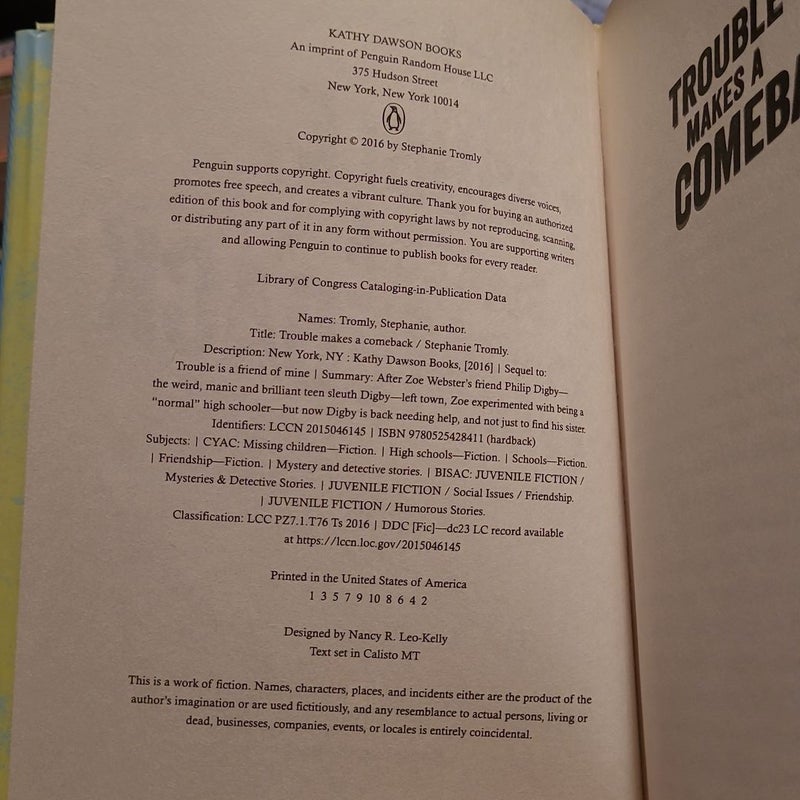 KATHY DAWSON BOOKS
An imprint of Penguin Random House LLC
375 Hudson Street
New York, New York 10014
Copyright © 2016 by Stephanie Tromly
Penguin supports copyright. Copyright fuels creativity, encourages diverse voices,
promotes free speech, and creates a vibrant culture. Thank you for buying an authorized
edition of this book and for complying with copyright laws by not reproducing, scanning,
or distributing any part of it in any form without permission. You are supporting writers
and allowing Penguin to continue to publish books for every reader.
Library of Congress Cataloging-in-Publication Data
Names: Tromly, Stephanie, author.
Title: Trouble makes a comeback / Stephanie Tromly.
Description: New York, NY : Kathy Dawson Books, [2016] | Sequel to:
Trouble is a friend of mine | Summary: After Zoe Webster's friend Philip Digby—
the weird, manic and brilliant teen sleuth Digby—left town, Zoe experimented with being a
"normal" high schooler—but now Digby is back needing help, and not just to find his sister.
Identifiers: LCCN 2015046145 | ISBN 9780525428411 (hardback)
Subjects: | CYAC: Missing children—Fiction. | High schools—Fiction. | Schools—Fiction.
| Friendship—Fiction. | Mystery and detective stories. | BISAC: JUVENILE FICTION /
Mysteries & Detective Stories. | JUVENILE FICTION / Social Issues / Friendship.
| JUVENILE FICTION / Humorous Stories.
Classification: LCC PZ7.1.T76 Ts 2016 | DDC [Fic]—dc23 LC record available
at https://lccn.loc.gov/2015046145
Printed in the United States of America
1 3 5 7 9 10 8 6 4 2
Designed by Nancy R. Leo-Kelly
Text set in Calisto MT
This is a work of fiction. Names, characters, places, and incidents either are the product of the
author's imagination or are used fictitiously, and any resemblance to actual persons, living or
dead, businesses, companies, events, or locales is entirely coincidental.
TROUBLE
MAKES A
COMEBA